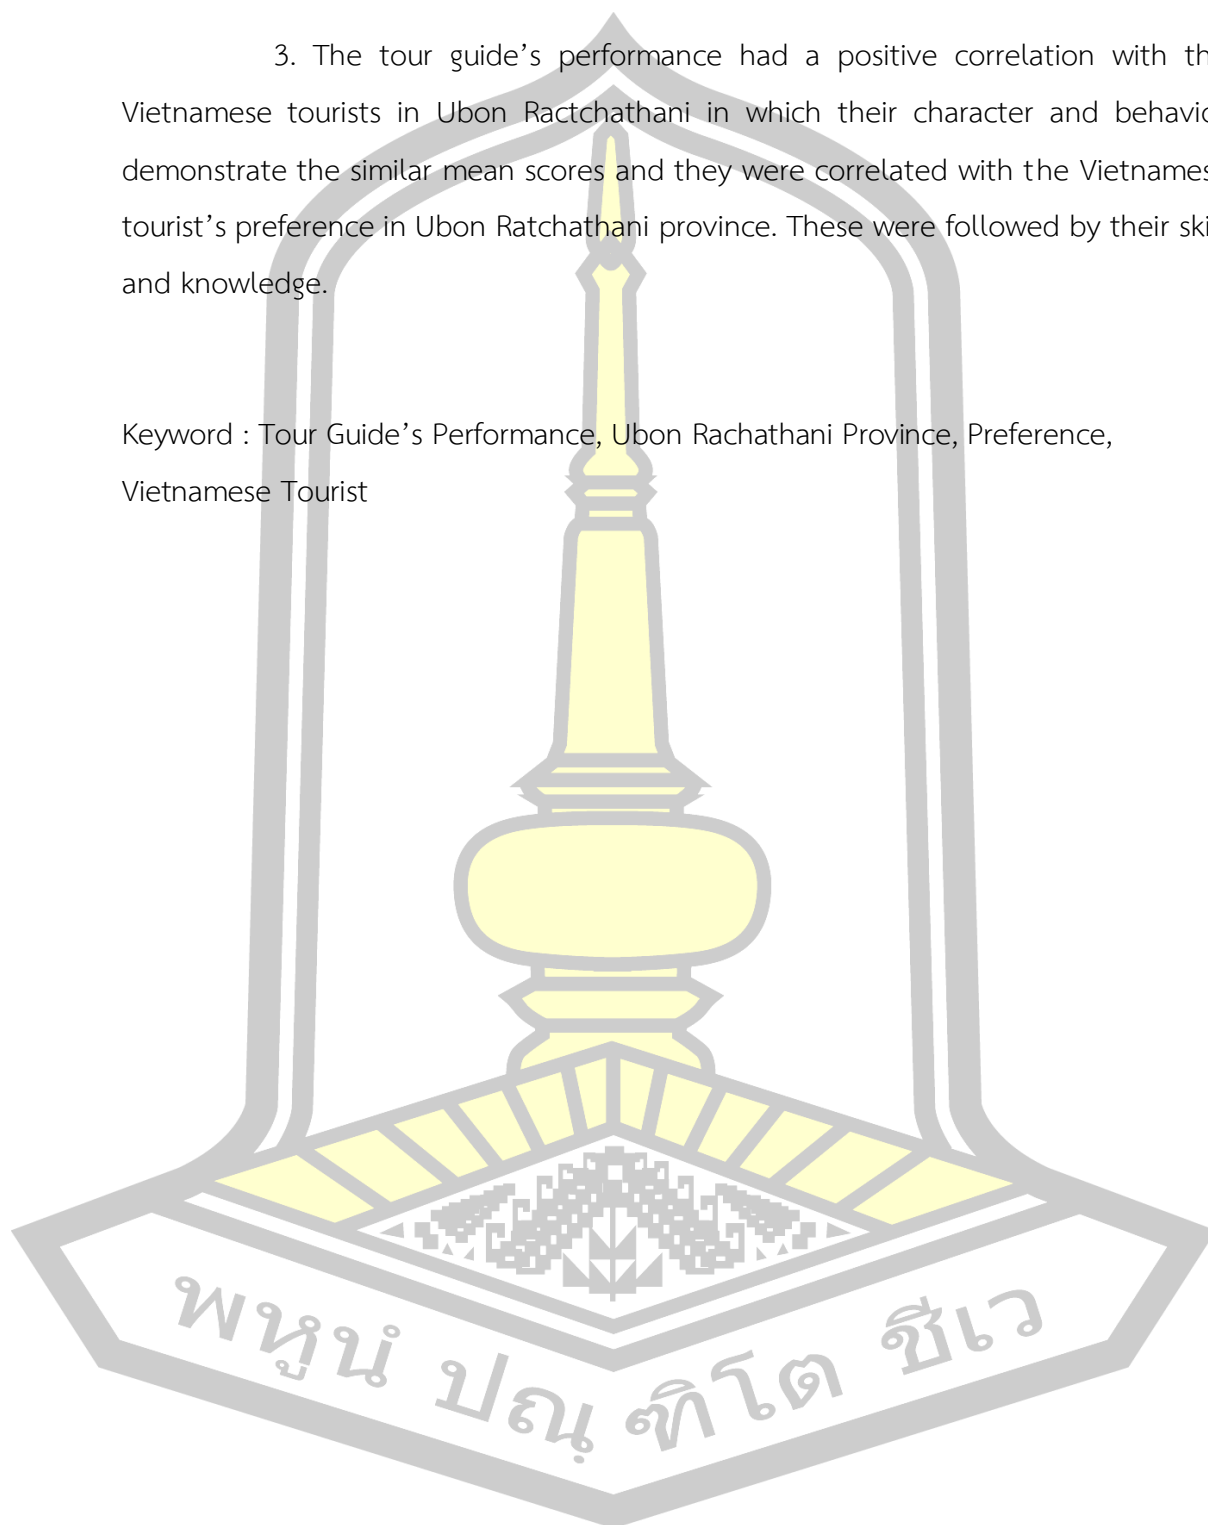 3. The tour guide’s performance had a positive correlation with th
Vietnamese tourists in Ubon Ractchathani in which their character and behavio
demonstrate the similar mean scores and they were correlated with the Vietnames
tourist’s preference in Ubon Ratchathani province. These were followed by their ski
and knowledge.
Keyword : Tour Guide’s Performance, Ubon Rachathani Province, Preference,
Vietnamese Tourist
พหูนํ ปณฺ ฑิโต ชีเว